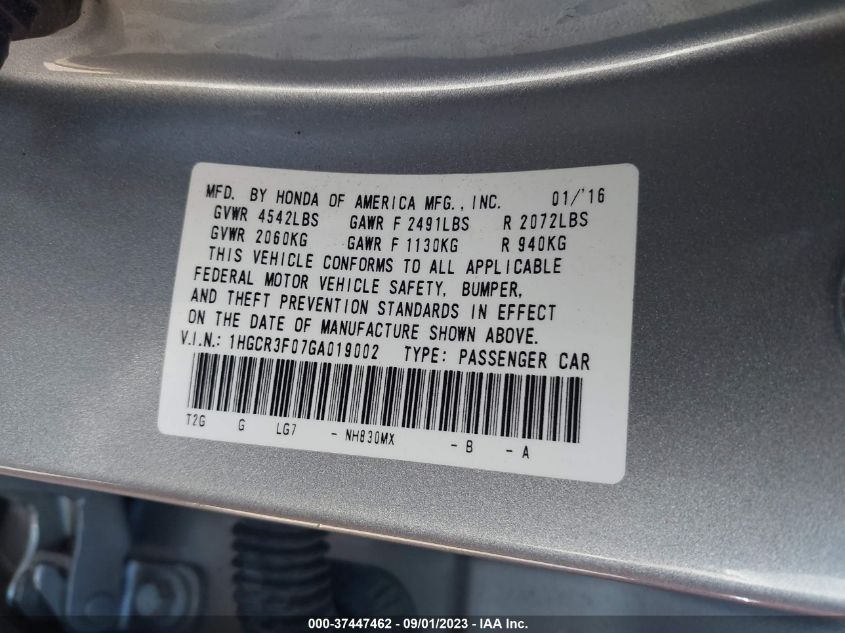 MFD. BY HONDA OF AMERICA MFG., INC. 01/'16
GVWR 4542LBS GAWR F 2491LBS R 2072LBS
GVWR 2060KG GAWR F 1130KG R 940KG
THIS VEHICLE CONFORMS TO ALL APPLICABLE
FEDERAL MOTOR VEHICLE SAFETY, BUMPER,
AND THEFT PREVENTION STANDARDS IN EFFECT
ON THE DATE OF MANUFACTURE SHOWN ABOVE.
V.I.N.: 1HGCR3F07GA019002 TYPE: PASSENGER CAR
T2G G LG7 - NH830MX - B - A
000-37447462 - 09/01/2023 - IAA Inc.